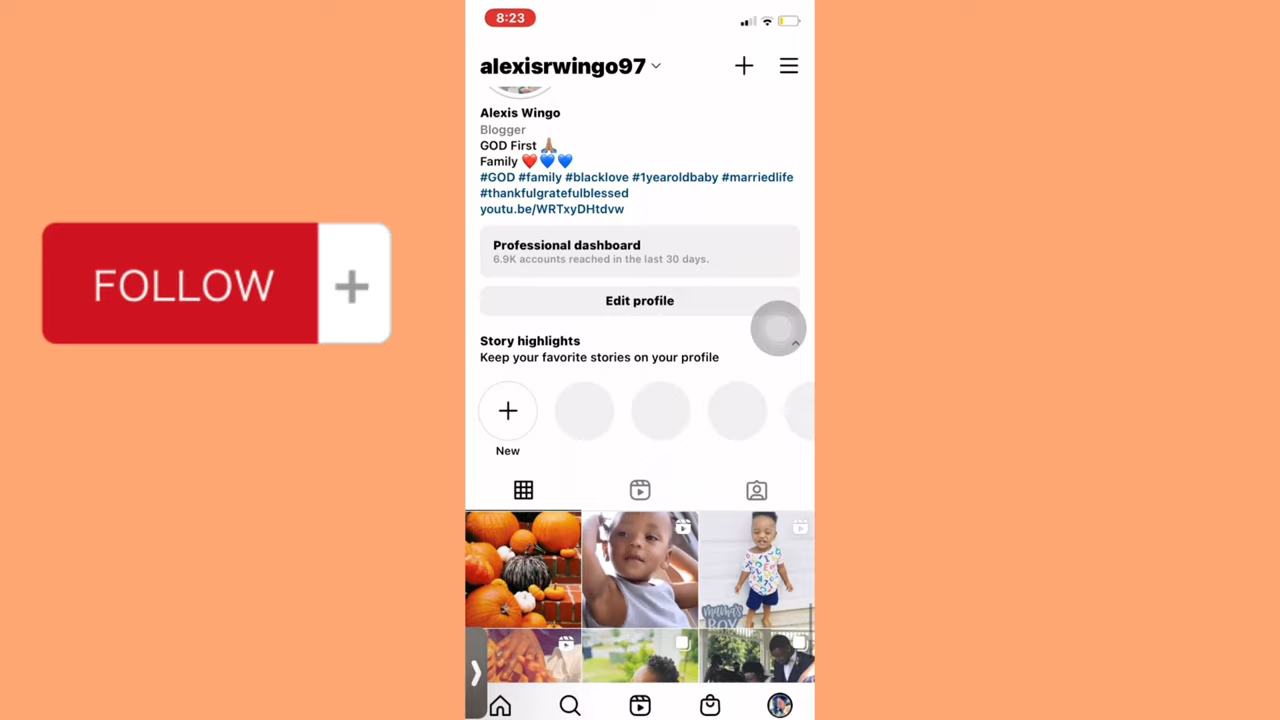 8:23
alexisrwingo97
Alexis Wingo
Blogger
GOD First 🙏🏽
Family ❤️💙💙
#GOD #family #blacklove #1yearoldbaby #marriedlife
#thankfulgratefulblessed
youtu.be/WRTxyDHtdvw
Professional dashboard
6.9K accounts reached in the last 30 days.
Edit profile
FOLLOW +
Story highlights
Keep your favorite stories on your profile
New
MAMA'S
BOY